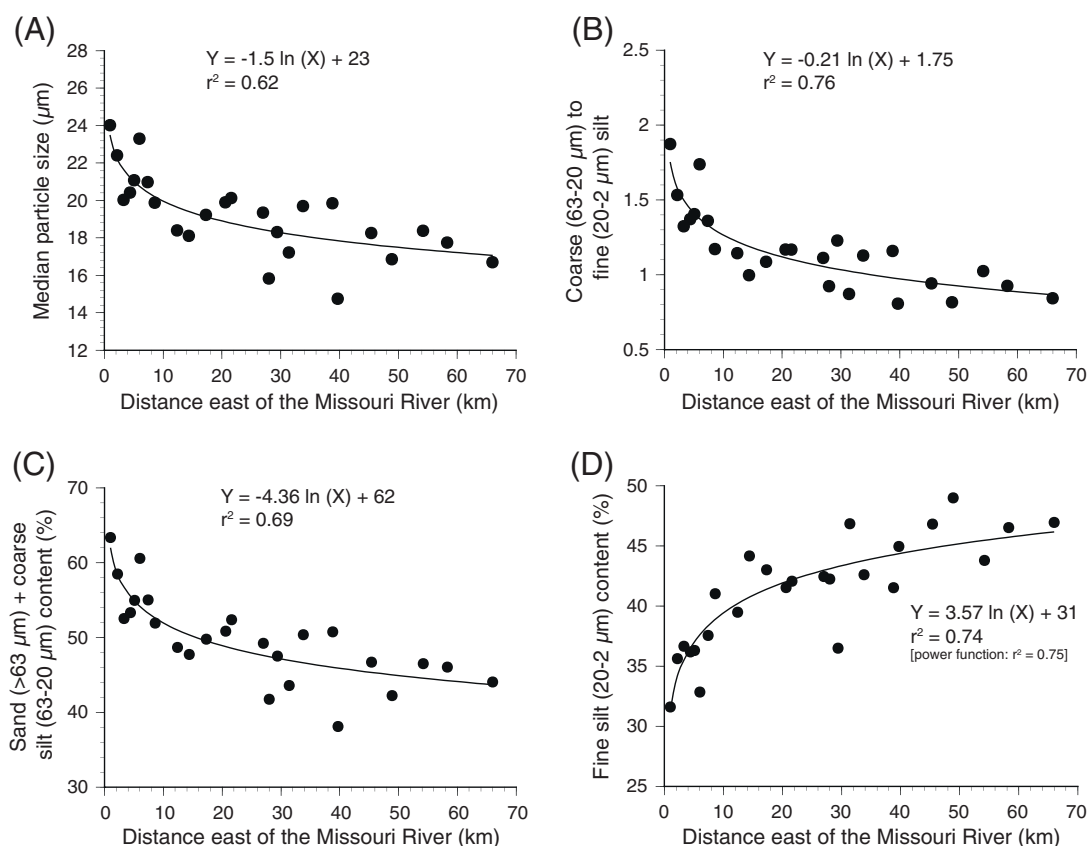 (A)
Y = -1.5 ln (X) + 23
r² = 0.62
Median particle size (µm)
28
26
24
22
20
18
16
14
12
0 10 20 30 40 50 60 70
Distance east of the Missouri River (km)
(B)
Y = -0.21 ln (X) + 1.75
r² = 0.76
Coarse (63-20 µm) to
fine (20-2 µm) silt
2.5
2
1.5
1
0.5
0 10 20 30 40 50 60 70
Distance east of the Missouri River (km)
(C)
Y = -4.36 ln (X) + 62
r² = 0.69
Sand (>63 µm) + coarse
silt (63-20 µm) content (%)
70
60
50
40
30
0 10 20 30 40 50 60 70
Distance east of the Missouri River (km)
(D)
Fine silt (20-2 µm) content (%)
50
45
40
35
30
25
Y = 3.57 ln (X) + 31
r² = 0.74
[power function: r² = 0.75]
0 10 20 30 40 50 60 70
Distance east of the Missouri River (km)